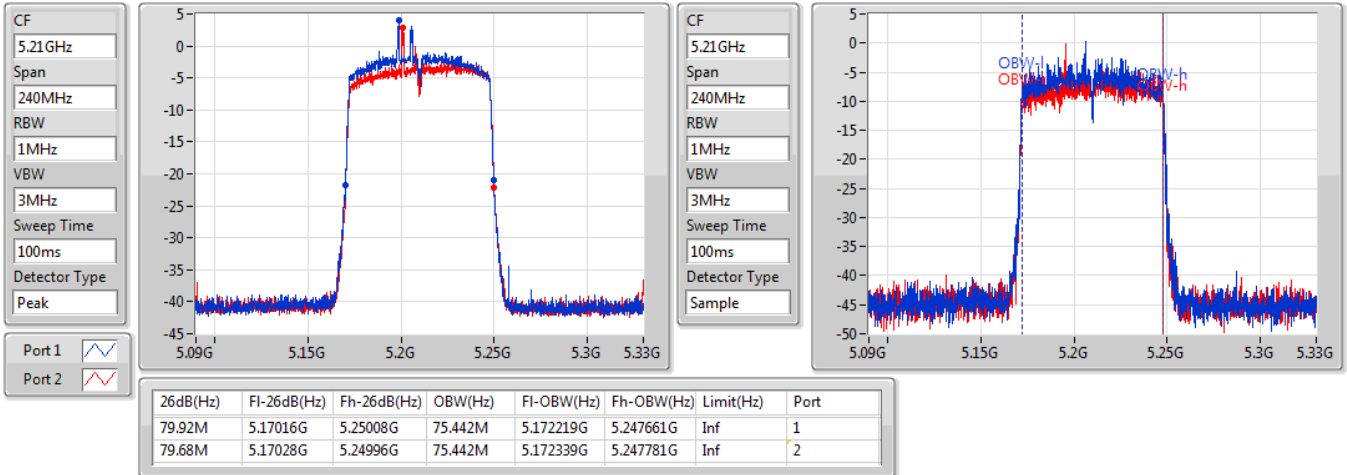 CF
5.21GHz
Span
240MHz
RBW
1MHz
VBW
3MHz
Sweep Time
100ms
Detector Type
Peak
5-
0-
-5-
-10-
-15-
-20-
-25-
-30-
-35-
-40-
-45-
5.09G 5.15G 5.2G 5.25G 5.3G 5.33G
CF
5.21GHz
Span
240MHz
RBW
1MHz
VBW
3MHz
Sweep Time
100ms
Detector Type
Sample
5-
0-
-5-
-10-
-15-
-20-
-25-
-30-
-35-
-40-
-45-
-50-
OBW-l
OBW-h
OBW-h
5.09G 5.15G 5.2G 5.25G 5.3G 5.33G
Port 1
Port 2
26dB(Hz) Fl-26dB(Hz) Fh-26dB(Hz) OBW(Hz) Fl-OBW(Hz) Fh-OBW(Hz) Limit(Hz) Port
79.92M 5.17016G 5.25008G 75.442M 5.172219G 5.247661G Inf 1
79.68M 5.17028G 5.24996G 75.442M 5.172339G 5.247781G Inf 2